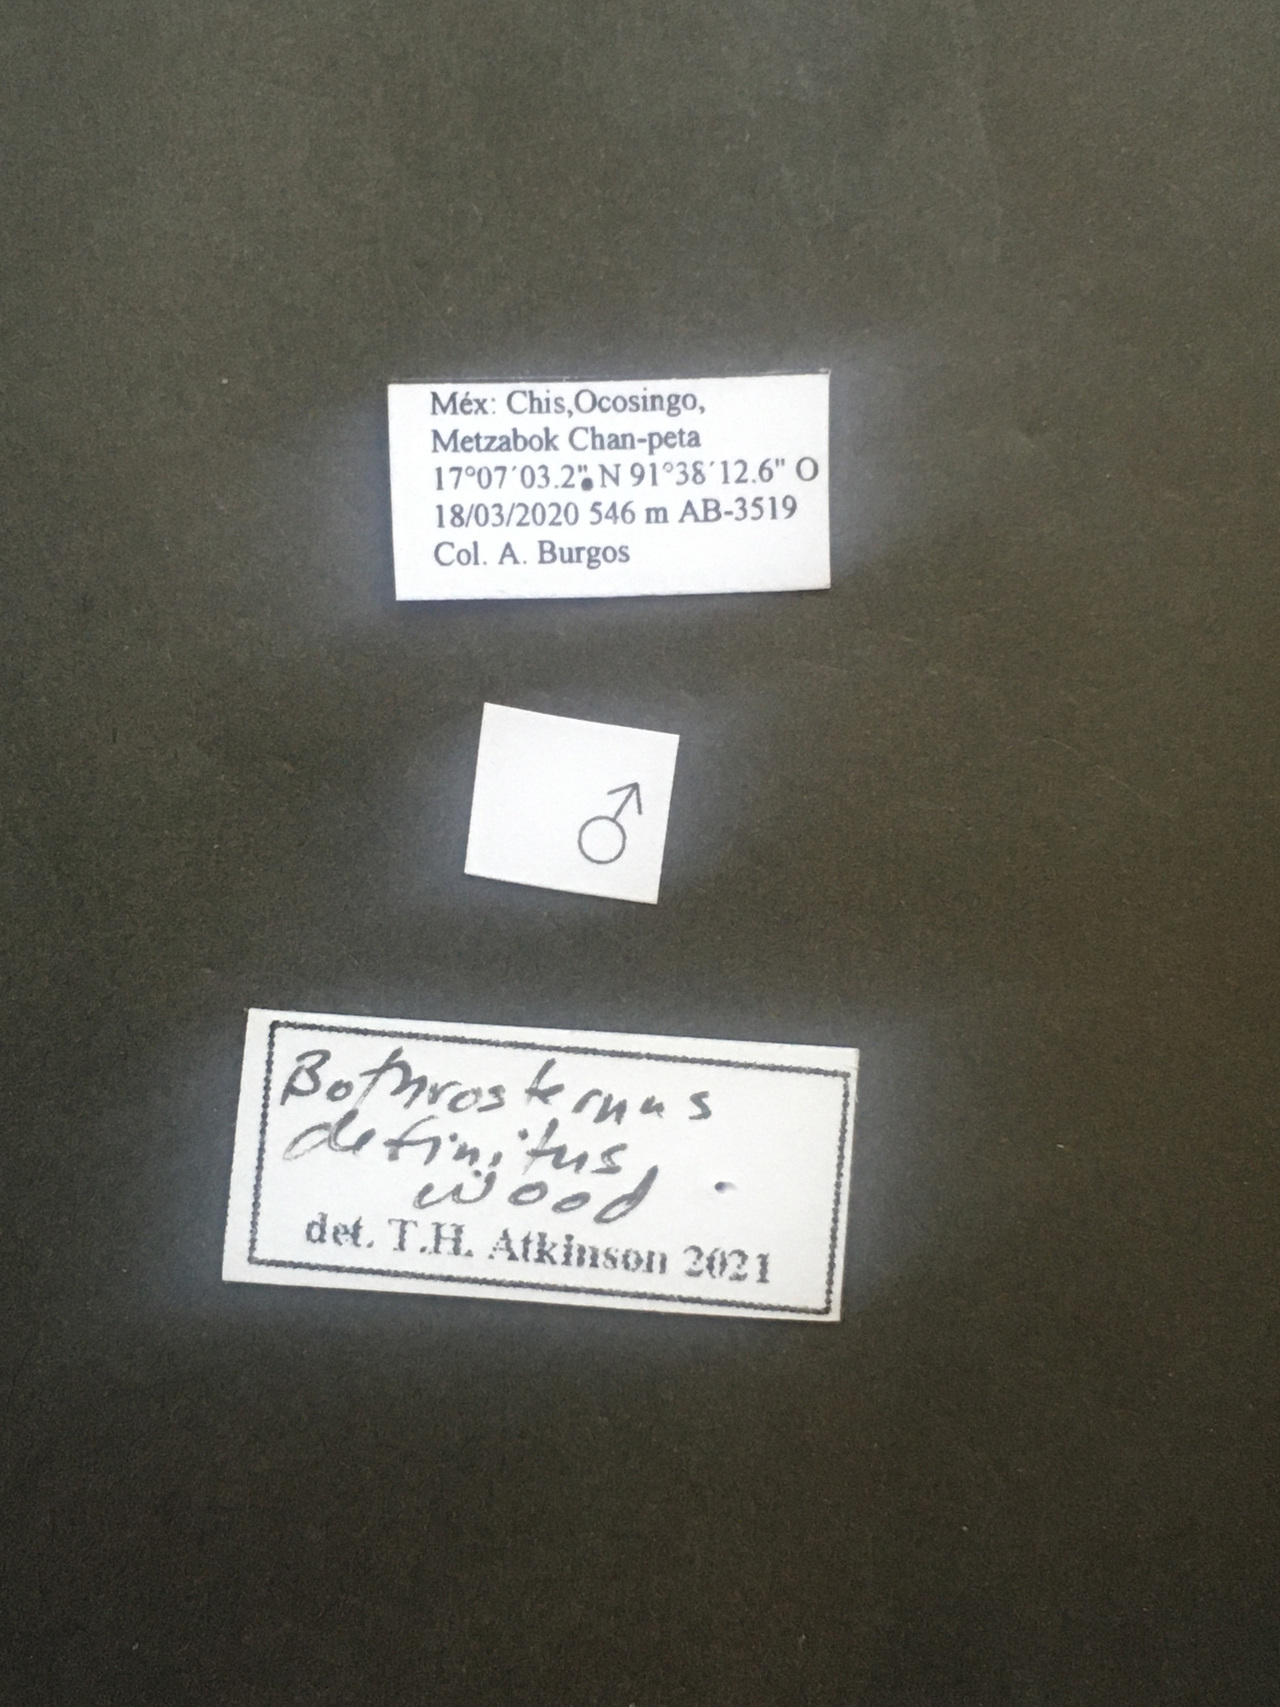 Méx: Chis,Ocosingo,
Metzabok Chan-peta
17°07´03.2" N 91°38´12.6" O
18/03/2020 546 m AB-3519
Col. A. Burgos
♂
Bothrosternus
definitus
Wood
det. T.H. Atkinson 2021